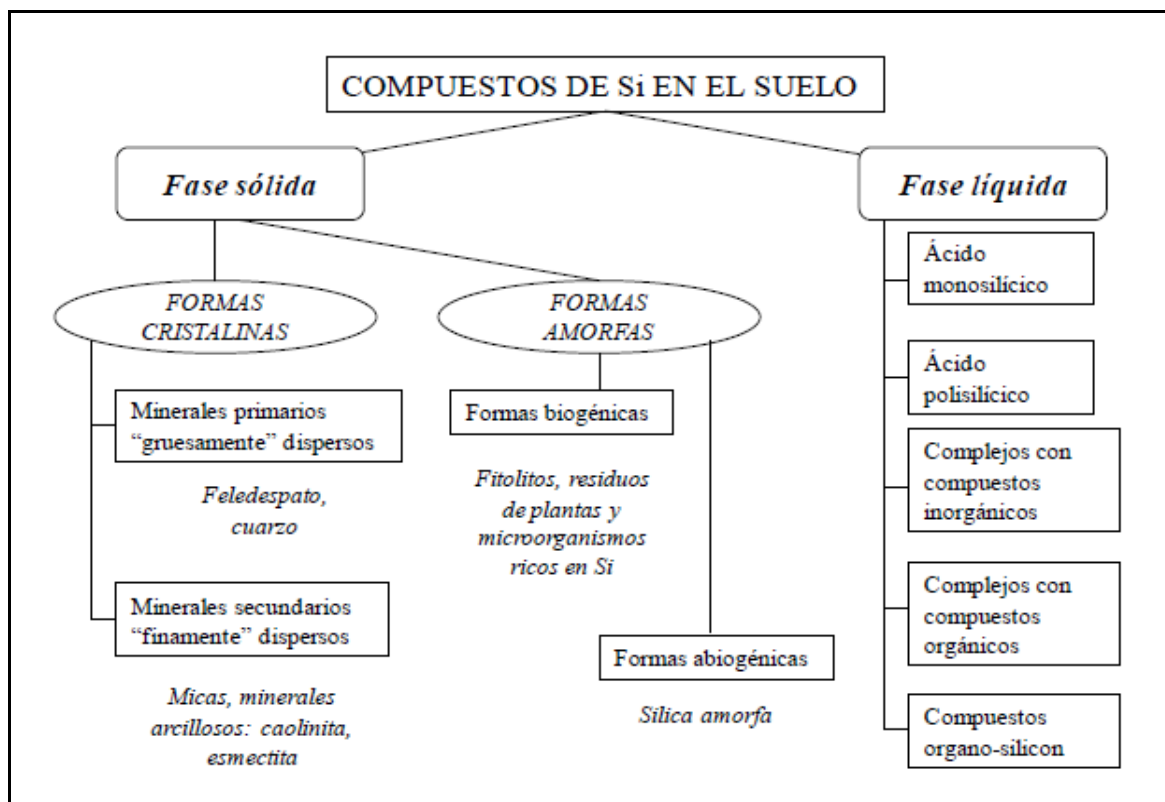 COMPUESTOS DE Si EN EL SUELO
Fase sólida
Fase líquida
FORMAS
CRISTALINAS
Minerales primarios
“gruesamente” dispersos
Feledespato,
cuarzo
Minerales secundarios
“finamente” dispersos
Micas, minerales
arcillosos: caolinita,
esmectita
FORMAS
AMORFAS
Formas biogénicas
Fitolitos, residuos
de plantas y
microorganismos
ricos en Si
Formas abiogénicas
Silica amorfa
Ácido
monosilícico
Ácido
polisilícico
Complejos con
compuestos
inorgánicos
Complejos con
compuestos
orgánicos
Compuestos
organo-silicon